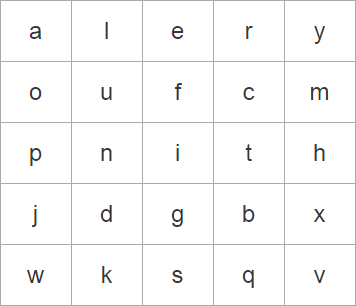 a l e r y
o u f c m
p n i t h
j d g b x
w k s q v